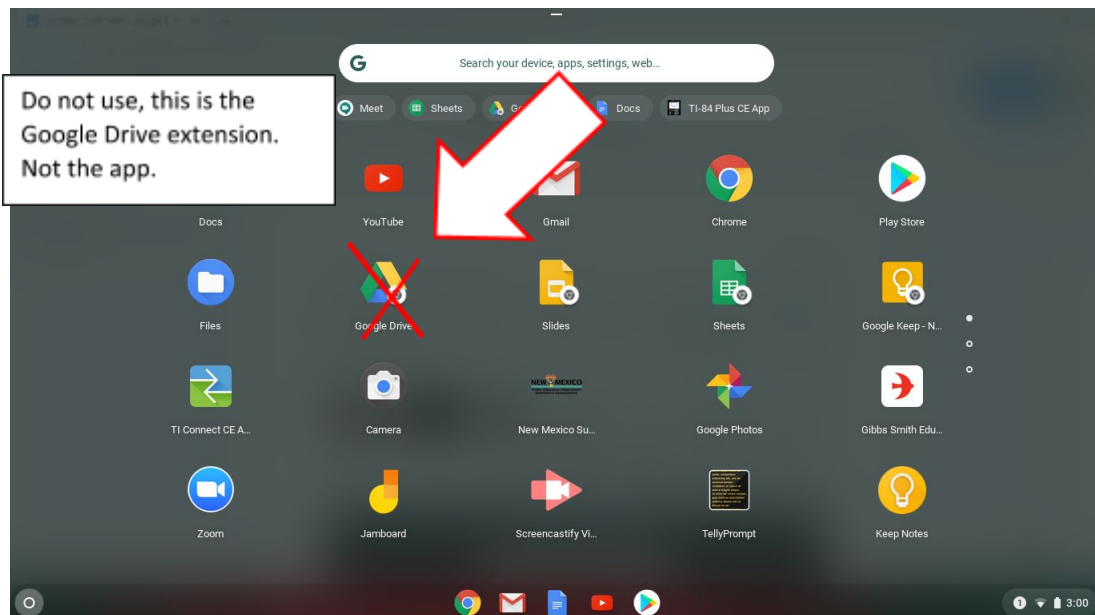 Search your device, apps, settings, web...
Do not use, this is the
Google Drive extension.
Not the app.
Meet
Sheets
Docs
TI-84 Plus CE App
Docs
YouTube
Gmail
Chrome
Play Store
Files
Google Drive
Slides
Sheets
Google Keep - N...
TI Connect CE A...
Camera
NEW MEXICO
New Mexico Su...
Google Photos
Gibbs Smith Edu...
Zoom
Jamboard
Screencastify Vi...
TellyPrompt
Keep Notes
1
3:00